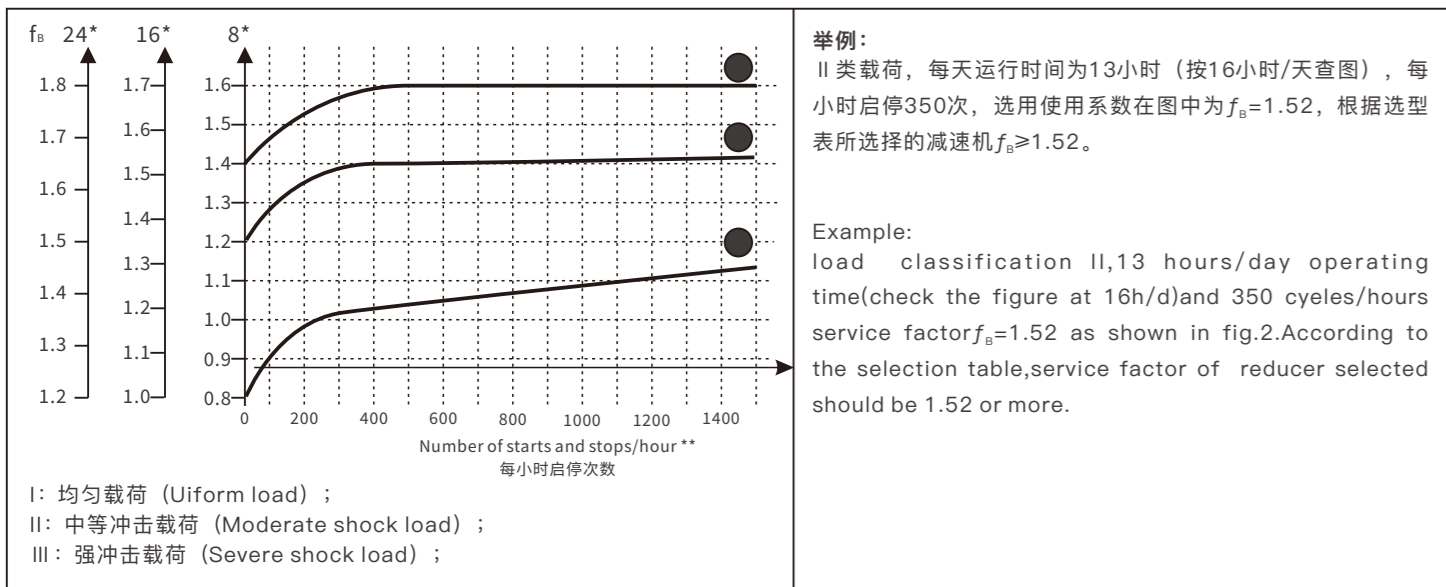 fB 24* 16* 8*
1.8 1.7 1.6
1.7 1.6 1.5
1.6 1.5 1.4
1.5 1.4 1.3
1.4 1.3 1.2
1.3 1.2 1.0
1.2 1.1 0.9
1.0 0.8
0 200 400 600 800 1000 1200 1400
Number of starts and stops/hour **
每小时启停次数
I：均匀载荷（Uiform load）；
II：中等冲击载荷（Moderate shock load）；
III：强冲击载荷（Severe shock load）；
举例：
II 类载荷，每天运行时间为13小时（按16小时/天查图），每
小时启停350次，选用使用系数在图中为fB=1.52，根据选型
表所选择的减速机fB≥1.52。
Example:
load classification II,13 hours/day operating
time(check the figure at 16h/d)and 350 cyeles/hours
service factorfB=1.52 as shown in fig.2.According to
the selection table,service factor of reducer selected
should be 1.52 or more.